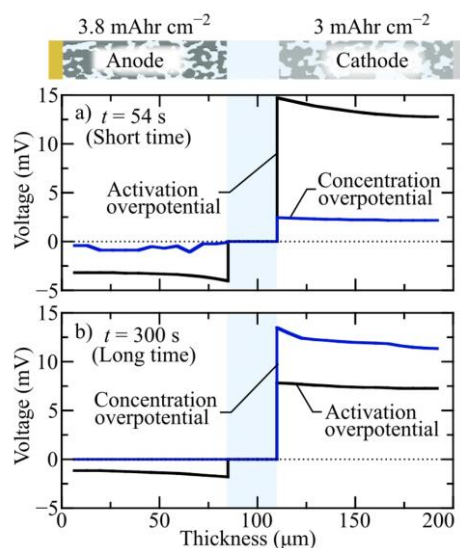 3.8 mAhr cm−2 3 mAhr cm−2
Anode Cathode
15
a) t = 54 s
(Short time)
10
Activation
overpotential
Concentration
overpotential
5
0
−5
Voltage (mV)
15
b) t = 300 s
(Long time)
10
Concentration
overpotential
Activation
overpotential
5
0
−5
Voltage (mV)
0 50 100 150 200
Thickness (μm)